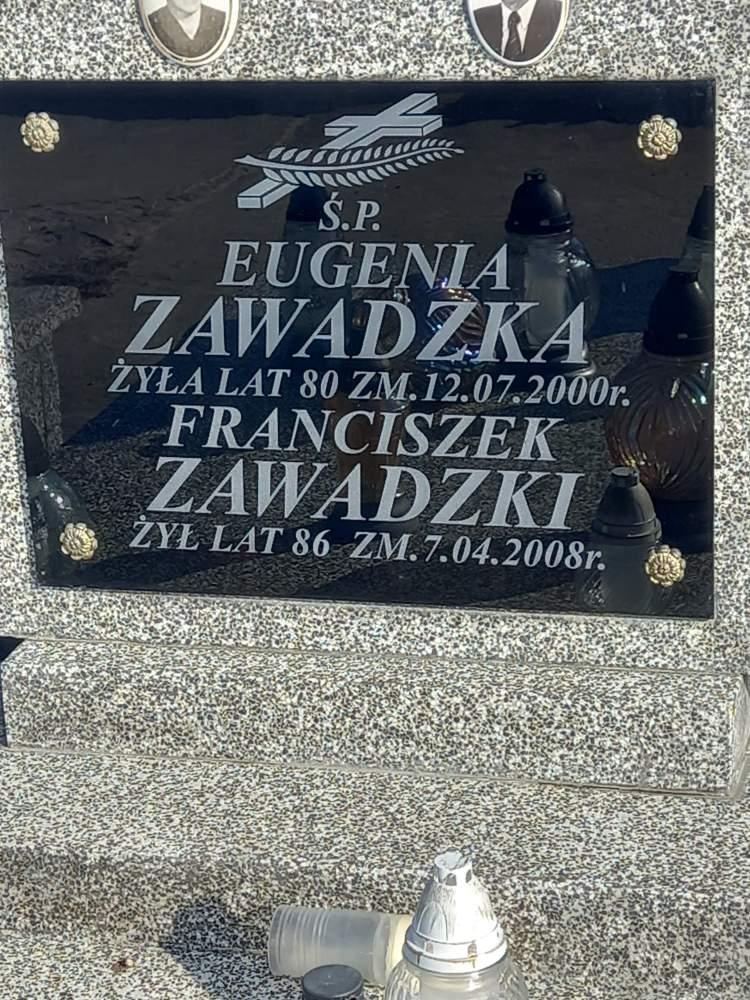 Ś.P.
EUGENIA
ZAWADZKA
ŻYŁA LAT 80 ZM.12.07.2000r.
FRANCISZEK
ZAWADZKI
ŻYŁ LAT 86 ZM.7.04.2008r.